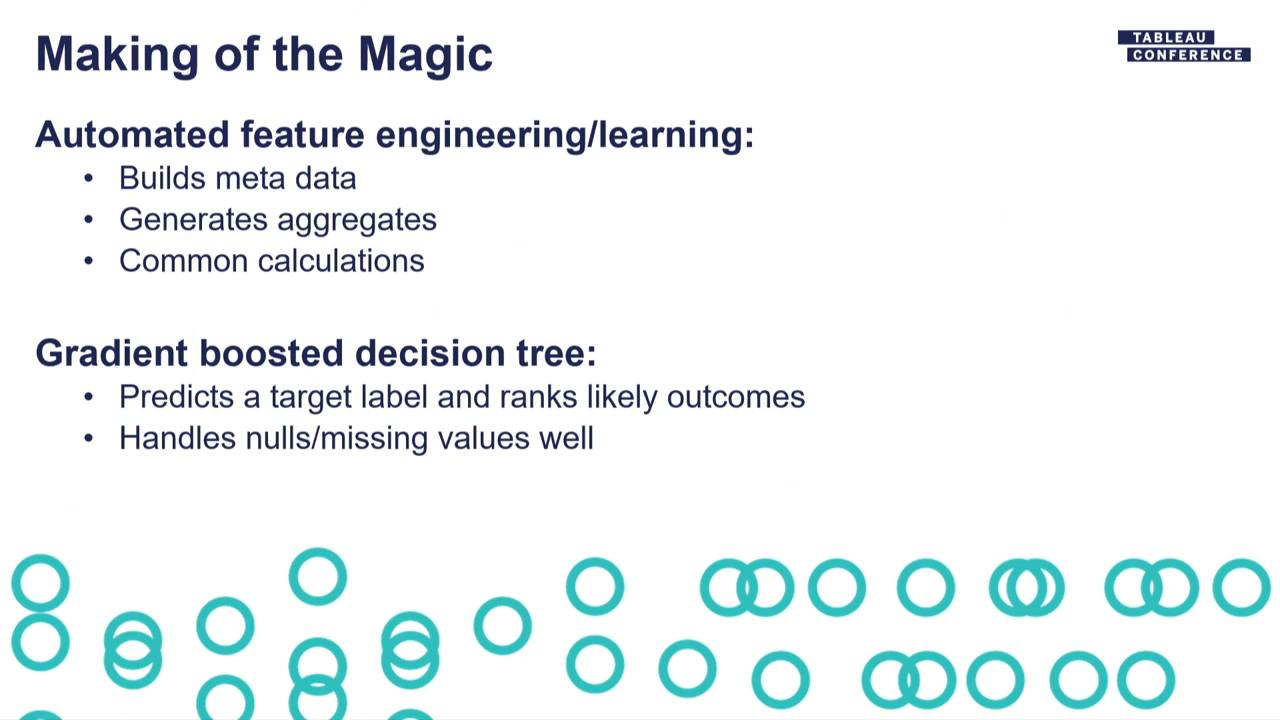 Making of the Magic
TABLEAU
CONFERENCE
Automated feature engineering/learning:
• Builds meta data
• Generates aggregates
• Common calculations
Gradient boosted decision tree:
• Predicts a target label and ranks likely outcomes
• Handles nulls/missing values well